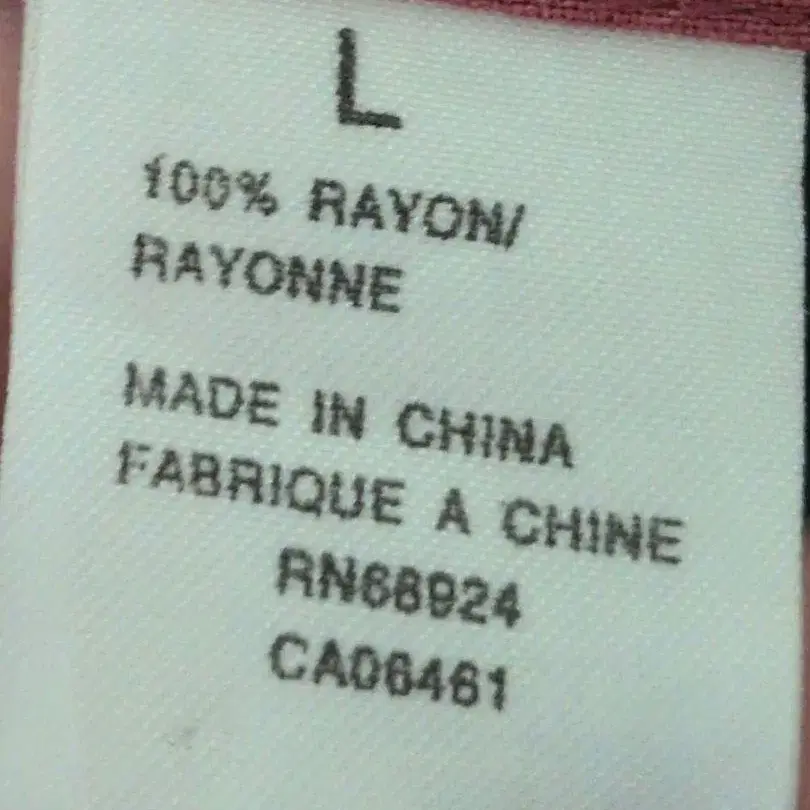 L
100% RAYON/
RAYONNE
MADE IN CHINA
FABRIQUE A CHINE
RN68924
CA06461